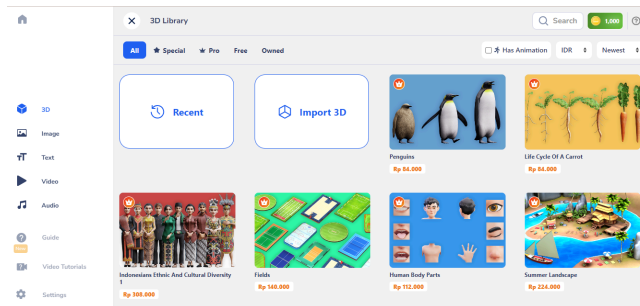 3D Library
Search
1,000
All
Special
Pro
Free
Owned
Has Animation
IDR
Newest
Recent
Import 3D
Penguins
Rp 84.000
Life Cycle Of A Carrot
Rp 84.000
3D
Image
Text
Video
Audio
Guide
Video Tutorials
Settings
Indonesians Ethnic And Cultural Diversity
1
Rp 308.000
Fields
Rp 140.000
Human Body Parts
Rp 112.000
Summer Landscape
Rp 224.000